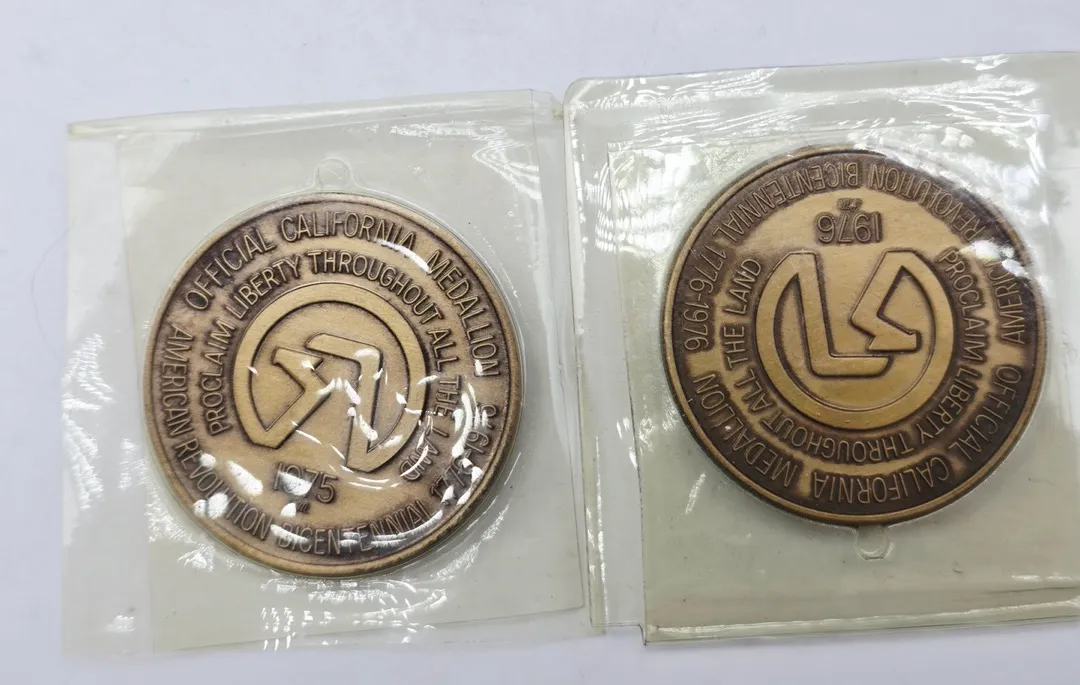 OFFICIAL CALIFORNIA MEDALLION
PROCLAIM LIBERTY THROUGHOUT ALL THE LAND
1975
AMERICAN REVOLUTION BICENTENNIAL
OFFICIAL CALIFORNIA MEDALLION
PROCLAIM LIBERTY THROUGHOUT ALL THE LAND
1976
AMERICAN REVOLUTION BICENTENNIAL 1776-1976